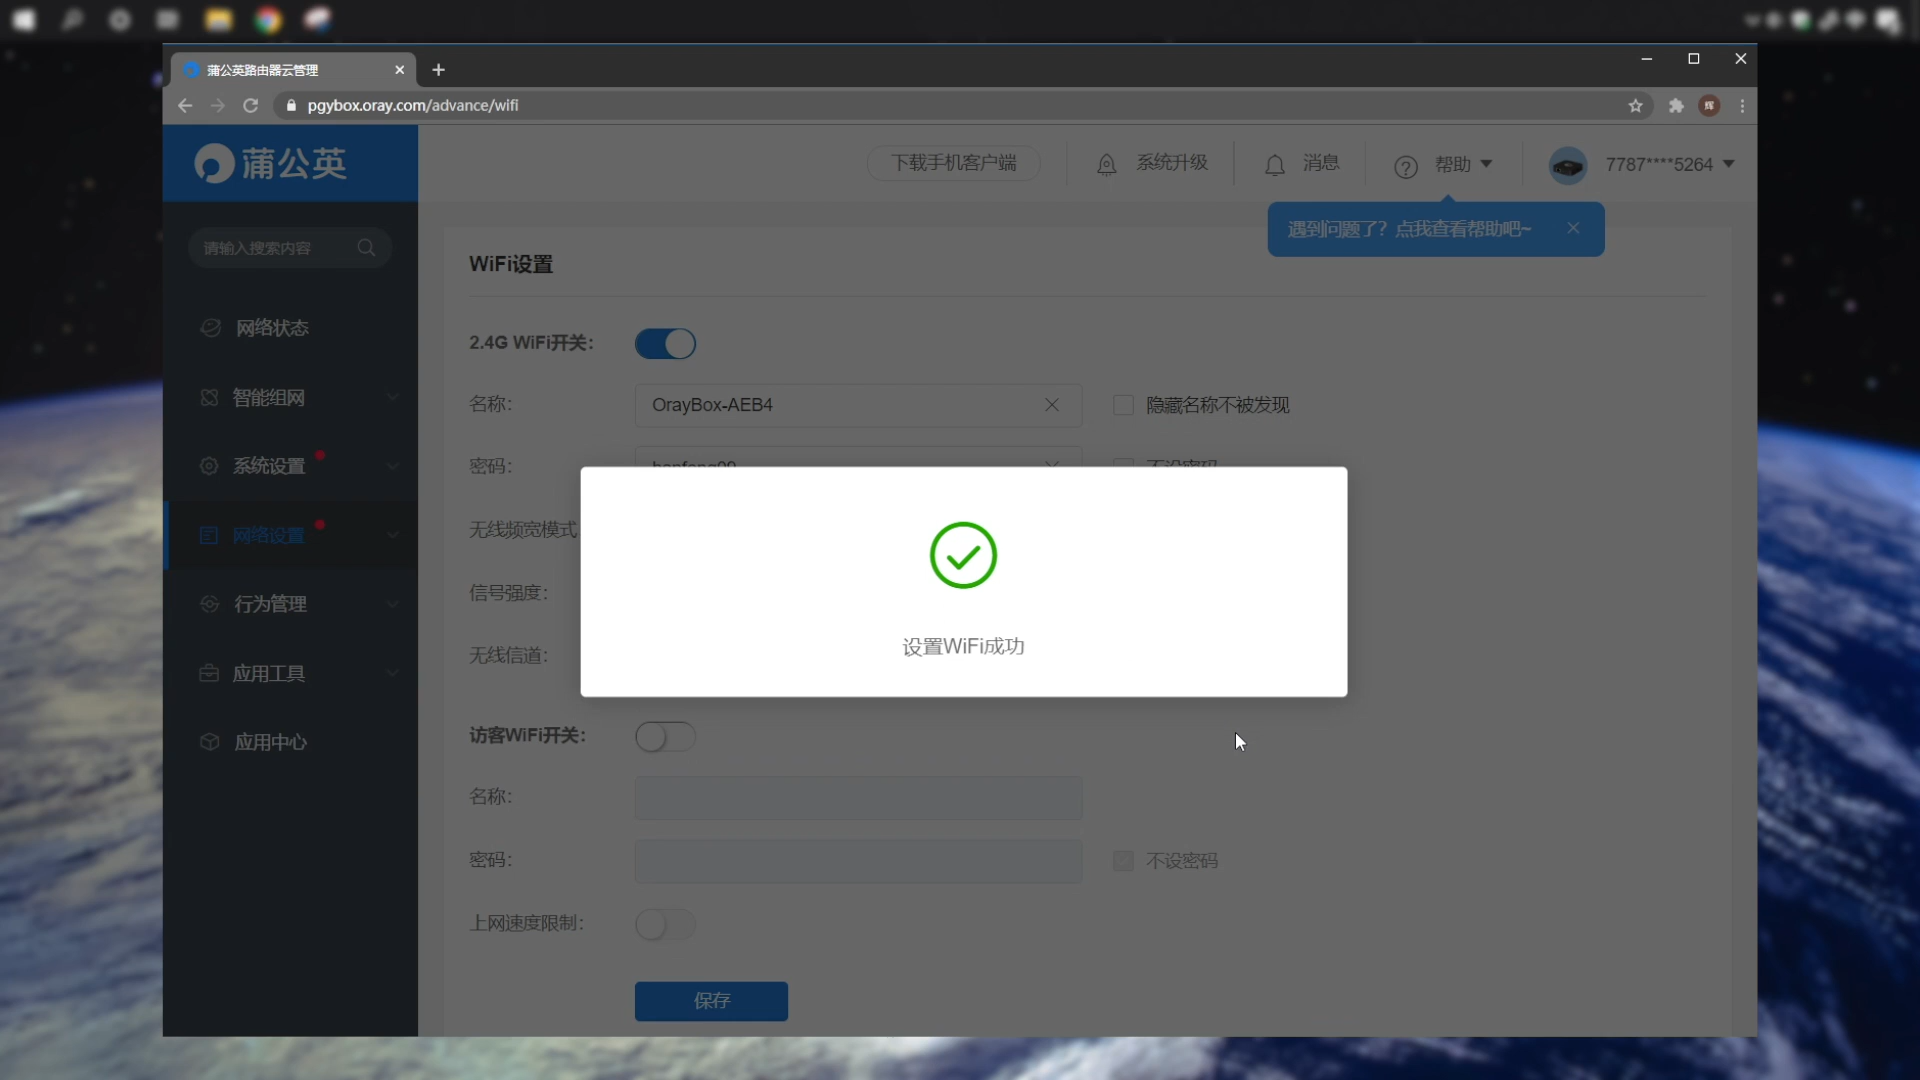 蒲公英路由器云管理
pgybox.oray.com/advance/wifi
辉
蒲公英
下载手机客户端
系统升级
消息
帮助
7787****5264
遇到问题了？点我查看帮助吧~
请输入搜索内容
WiFi设置
网络状态
2.4G WiFi开关：
智能组网
名称：
OrayBox-AEB4
隐藏名称不被发现
系统设置
密码：
不设密码
网络设置
无线频宽模式
信号强度：
行为管理
设置WiFi成功
无线信道：
应用工具
访客WiFi开关：
应用中心
名称：
密码：
不设密码
上网速度限制：
保存